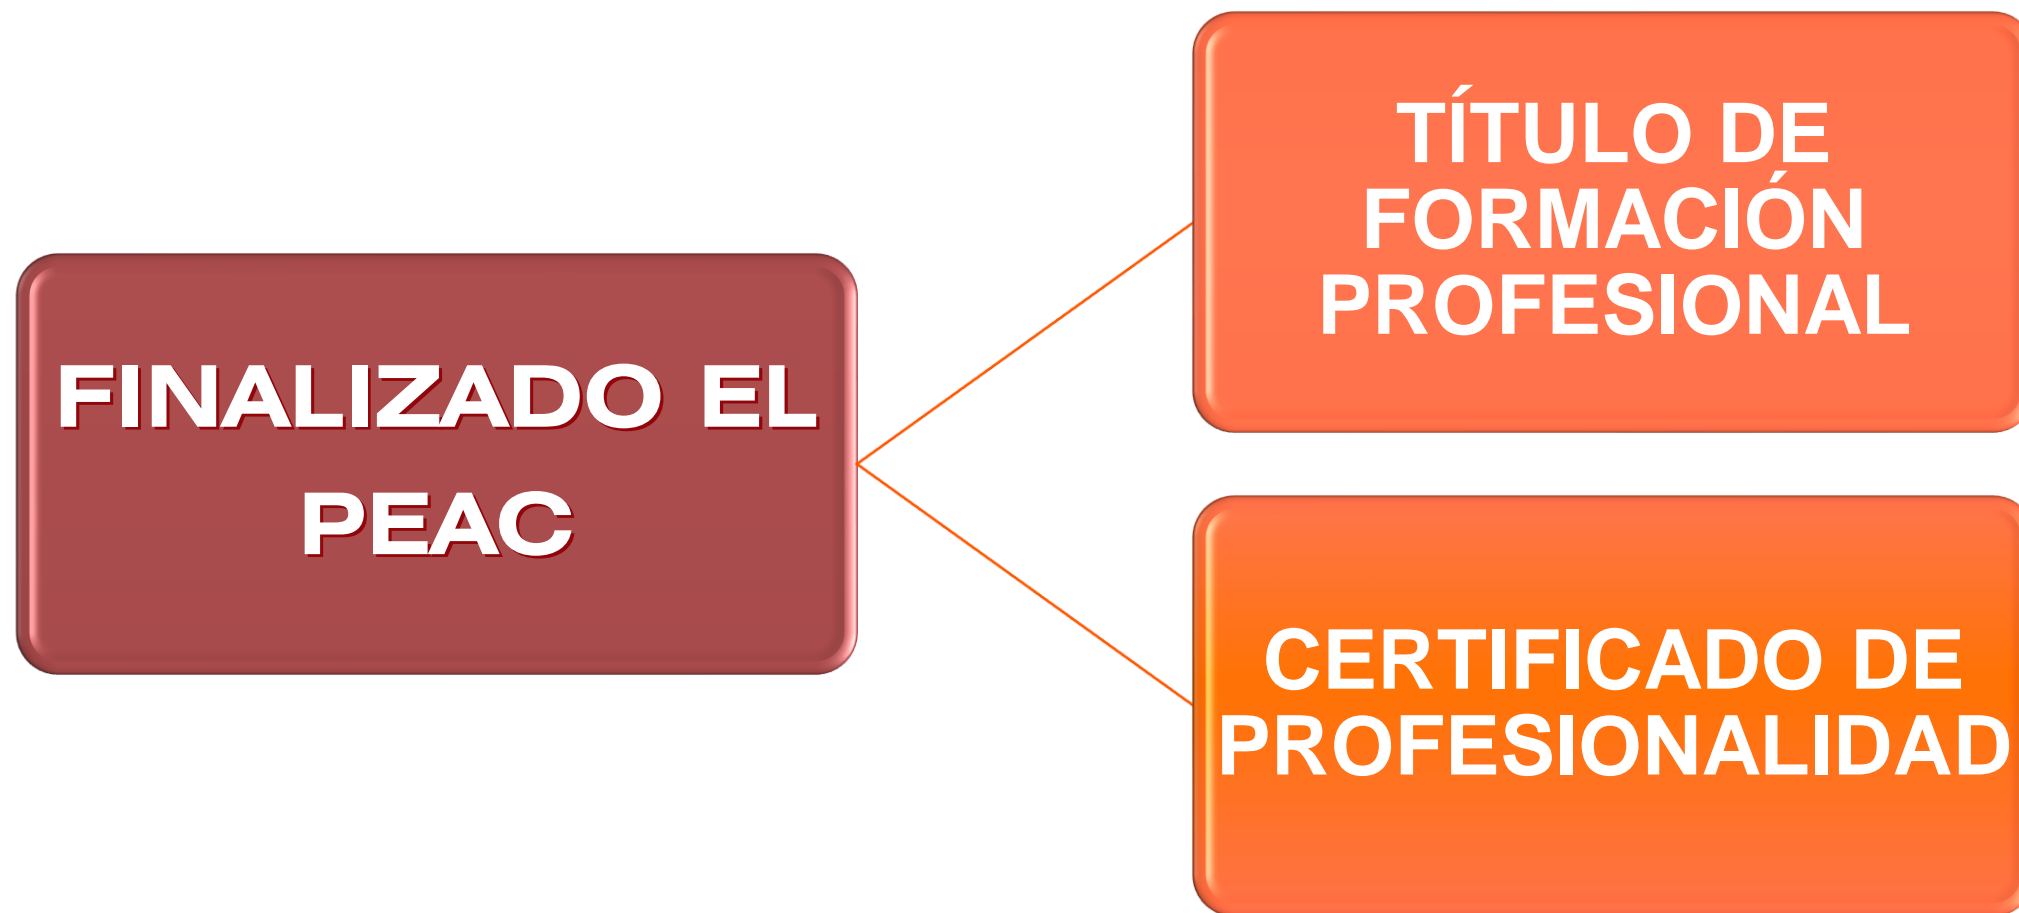 FINALIZADO EL
PEAC
TÍTULO DE
FORMACIÓN
PROFESIONAL
CERTIFICADO DE
PROFESIONALIDAD